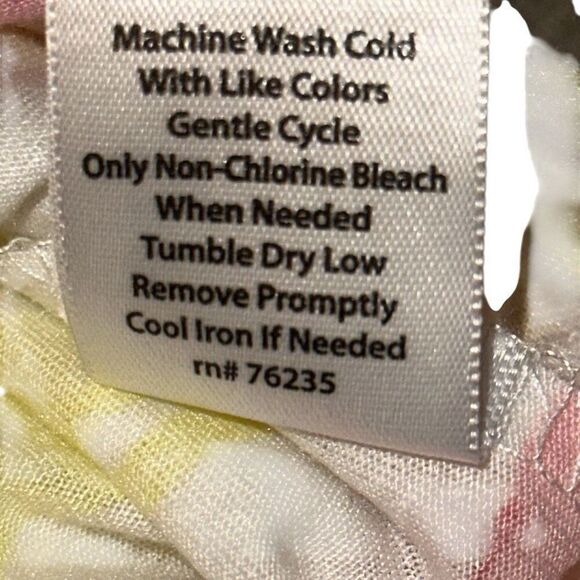 Machine Wash Cold
With Like Colors
Gentle Cycle
Only Non-Chlorine Bleach
When Needed
Tumble Dry Low
Remove Promptly
Cool Iron If Needed
rn# 76235